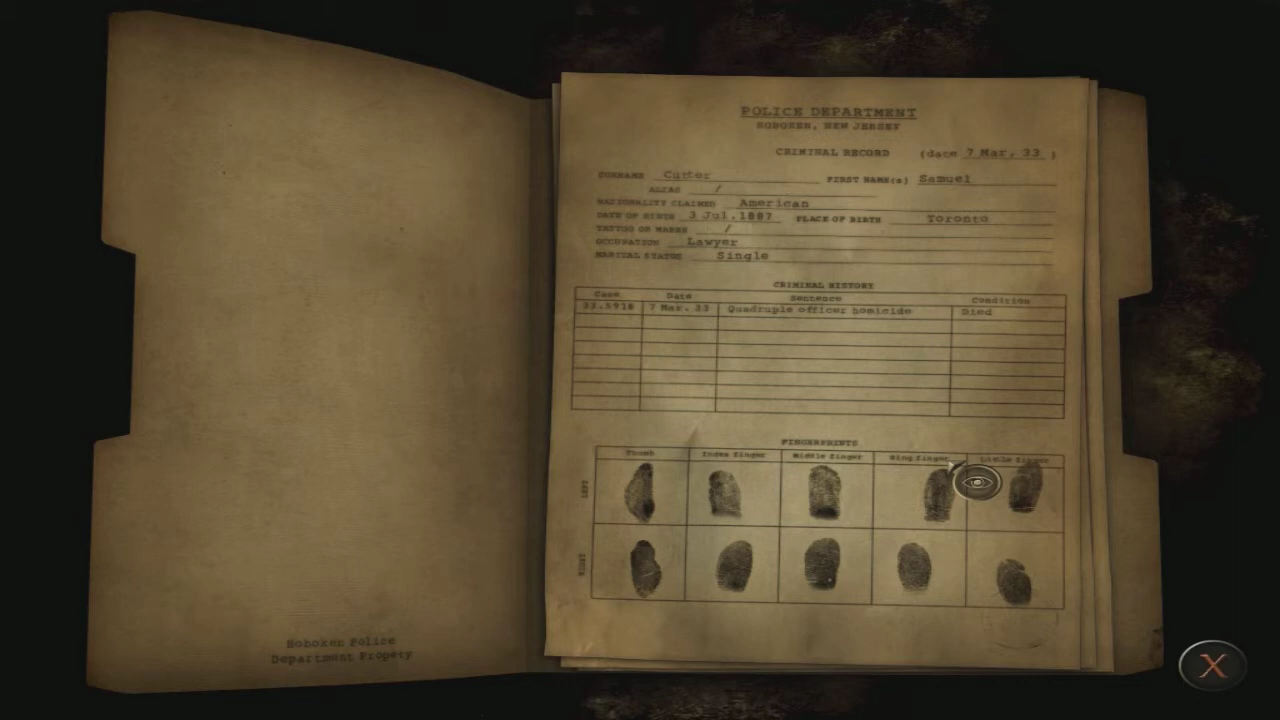 POLICE DEPARTMENT
HOBOKEN, NEW JERSEY
CRIMINAL RECORD (date 7 Mar. 33 )
SURNAME Cutter FIRST NAME(s) Samuel
ALIAS /
NATIONALITY CLAIMED American
DATE OF BIRTH 3 Jul.1887 PLACE OF BIRTH Toronto
TATTOO OR MARKS /
OCCUPATION Lawyer
MARITAL STATUS Single
CRIMINAL HISTORY
Case Date Sentence Condition
33.5918 7 Mar. 33 Quadruple officer homicide Died
FINGERPRINTS
Thumb Index finger Middle finger Ring finger Little finger
LEFT
RIGHT
Hoboken Police
Department Propety
X